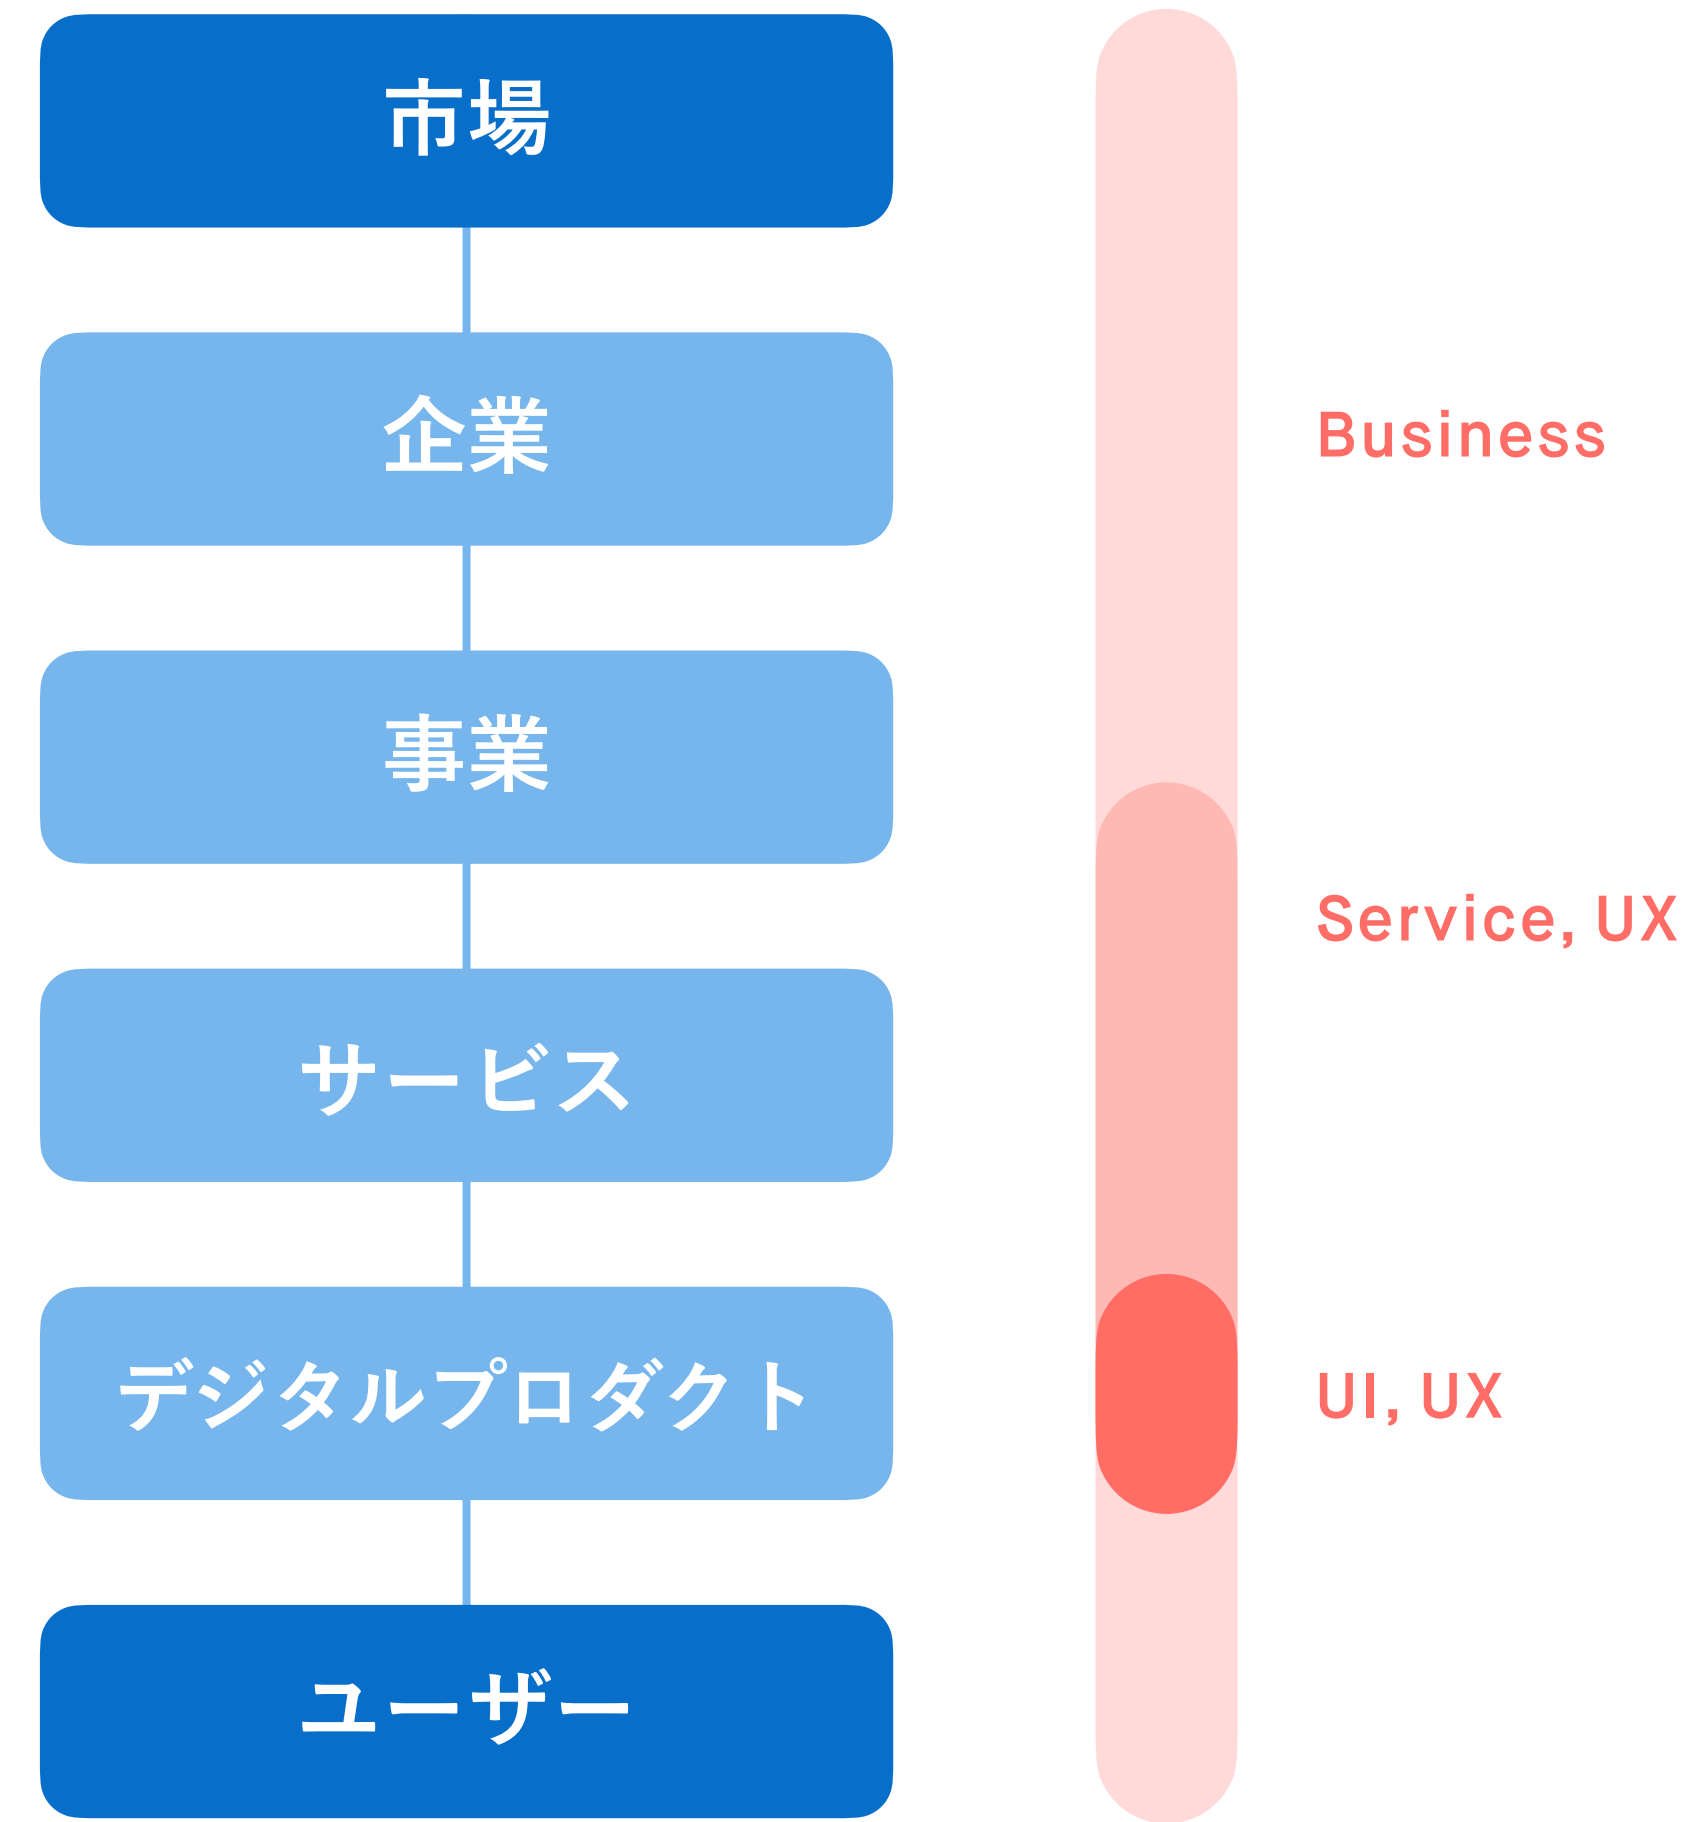 市場
企業
Business
事業
Service, UX
サービス
デジタルプロダクト
UI, UX
ユーザー